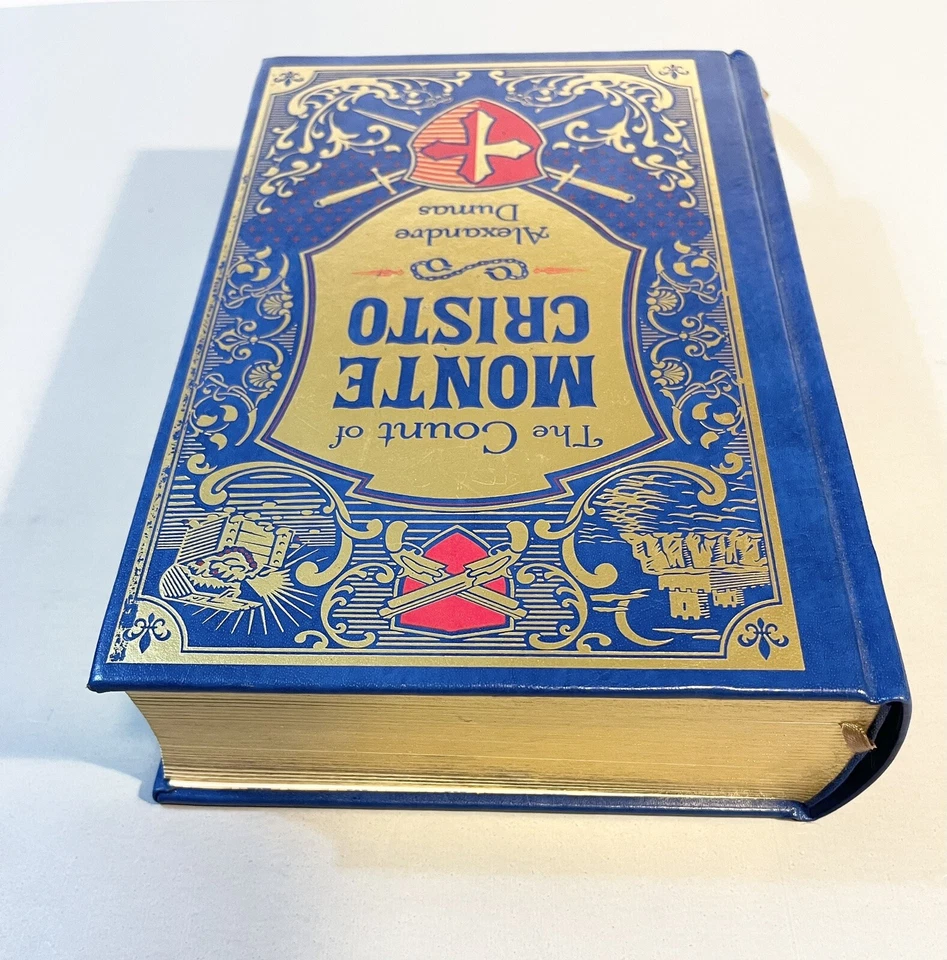 The Count of
MONTE
CRISTO
Alexandre
Dumas